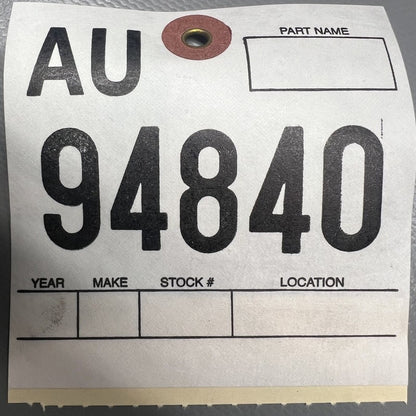 AU
PART NAME
94840
YEAR MAKE STOCK # LOCATION